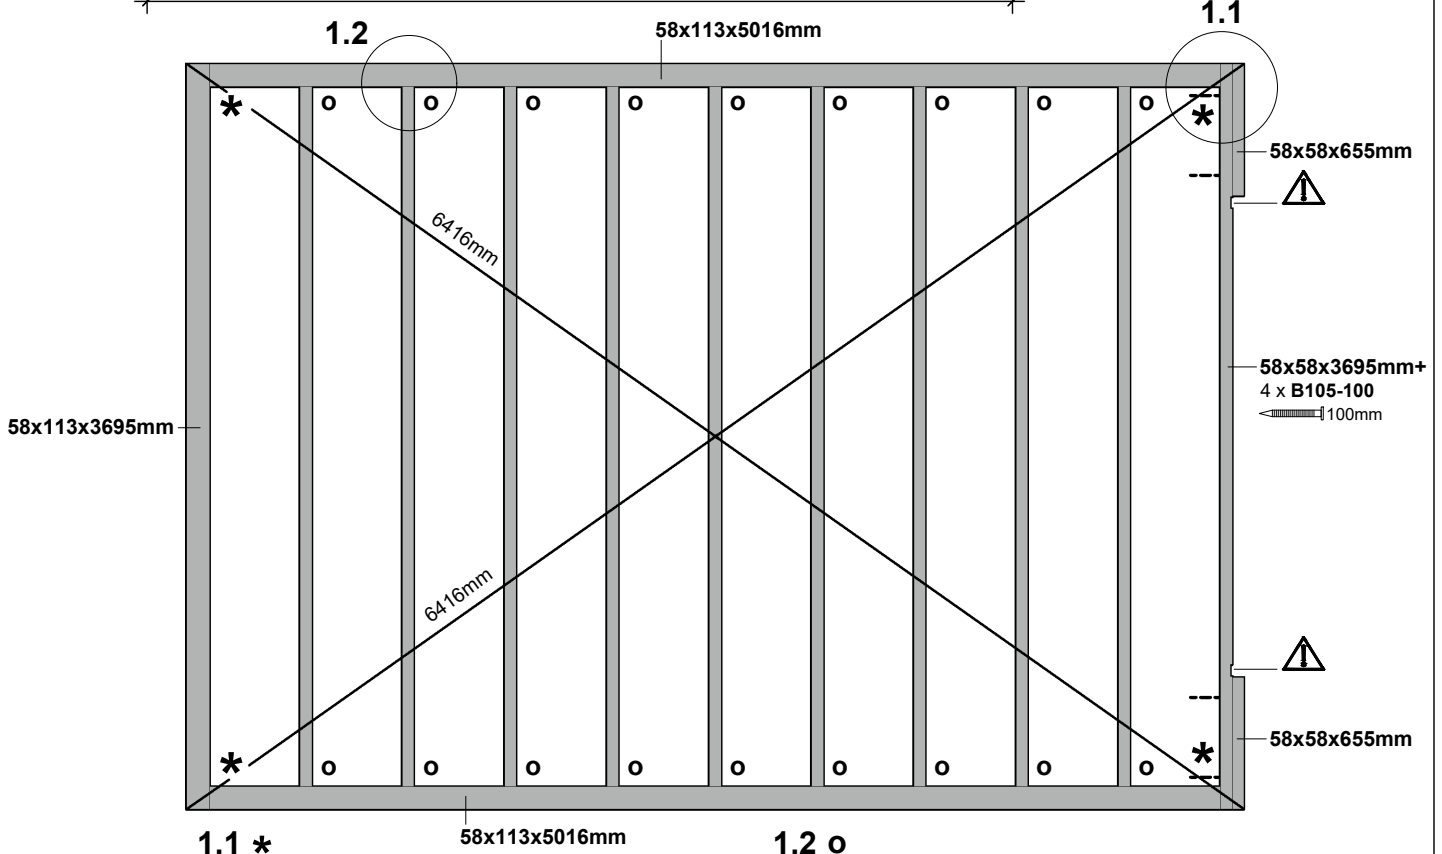 1.2
58x113x5016mm
1.1
* o o o o o o o o o *
58x58x655mm
6416mm
58x58x3695mm+
4 x B105-100
100mm
58x113x3695mm
6416mm
58x58x655mm
* o o o o o o o o o *
1.1 *
58x113x5016mm
1.2 o